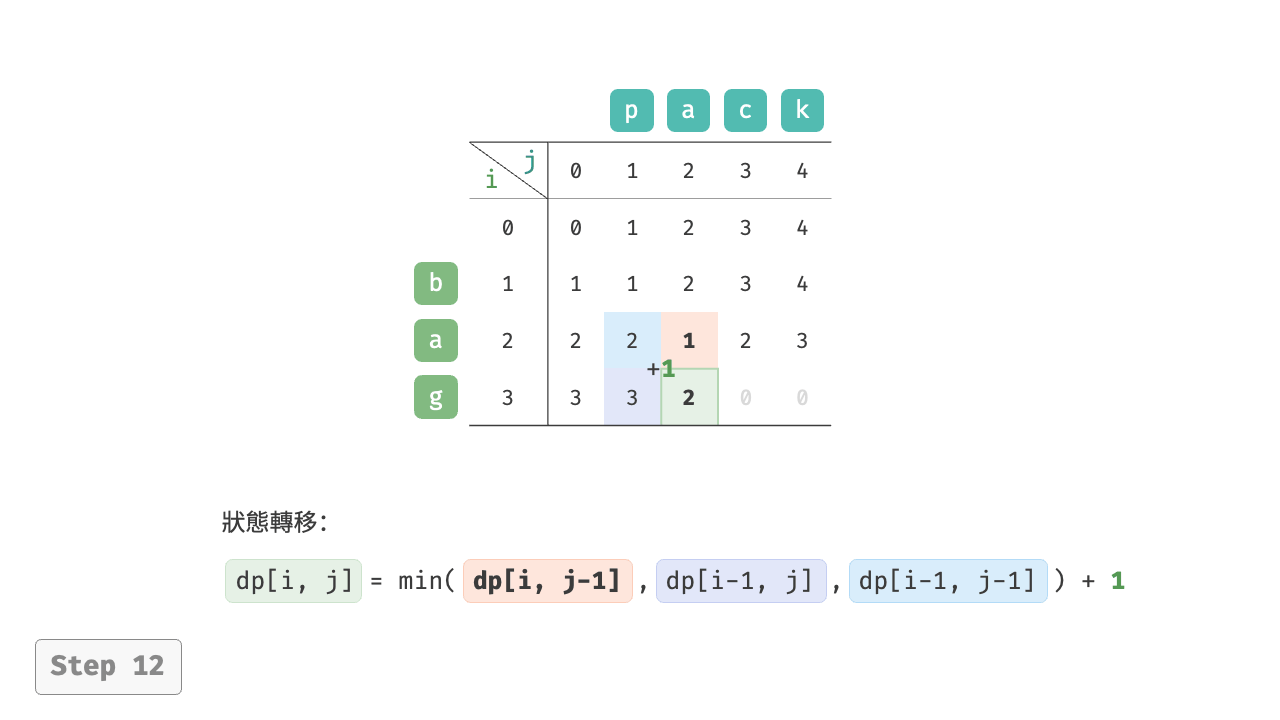 p a c k
j
i
0 1 2 3 4
0 0 1 2 3 4
b 1 1 1 2 3 4
a 2 2 2 1 2 3
+1
g 3 3 3 2 0 0
狀態轉移：
dp[i, j] = min( dp[i, j-1] , dp[i-1, j] , dp[i-1, j-1] ) + 1
Step 12